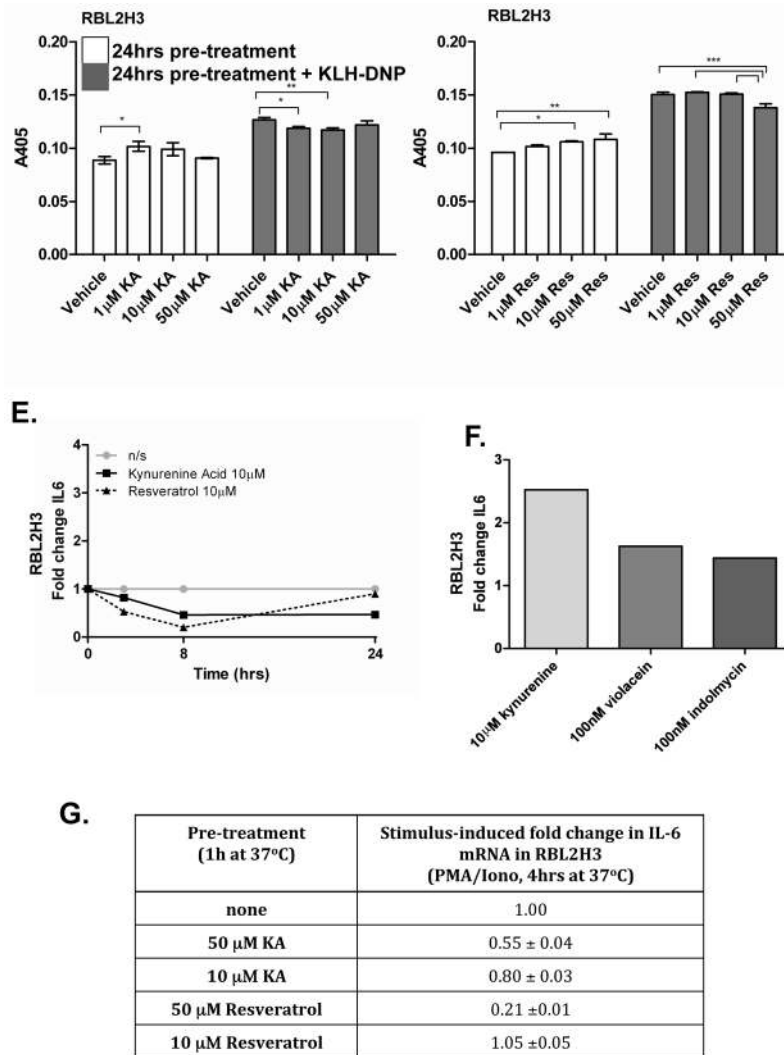 RBL2H3
0.20
0.15
0.10
0.05
0.00
A405
24hrs pre-treatment
24hrs pre-treatment + KLH-DNP
*
**
*
Vehicle
1μM KA
10μM KA
50μM KA
Vehicle
1μM KA
10μM KA
50μM KA
RBL2H3
0.20
0.15
0.10
0.05
0.00
A405
***
**
*
Vehicle
1μM Res
10μM Res
50μM Res
Vehicle
1μM Res
10μM Res
50μM Res
E.
RBL2H3
Fold change IL6
4
3
2
1
0
n/s
Kynurenine Acid 10μM
Resveratrol 10μM
0
8
24
Time (hrs)
F.
RBL2H3
Fold change IL6
3
2
1
0
10μM kynurenine
100nM violacein
100nM indolmycin
G.
Pre-treatment
(1h at 37ºC)
Stimulus-induced fold change in IL-6
mRNA in RBL2H3
(PMA/Iono, 4hrs at 37ºC)
none 1.00
50 μM KA 0.55 ± 0.04
10 μM KA 0.80 ± 0.03
50 μM Resveratrol 0.21 ±0.01
10 μM Resveratrol 1.05 ±0.05